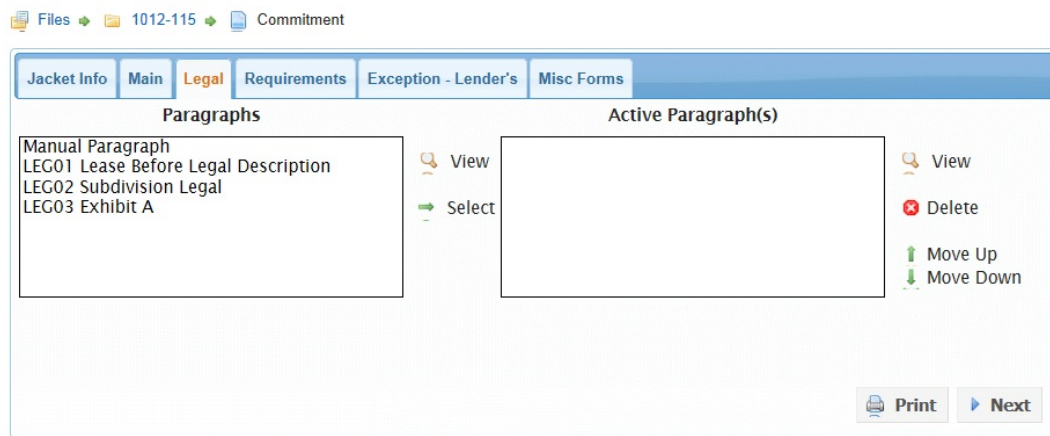 Files 1012-115 Commitment
Jacket Info Main Legal Requirements Exception - Lender's Misc Forms
Paragraphs Active Paragraph(s)
Manual Paragraph
LEG01 Lease Before Legal Description
LEG02 Subdivision Legal
LEG03 Exhibit A
View
Select
View
Delete
Move Up
Move Down
Print Next